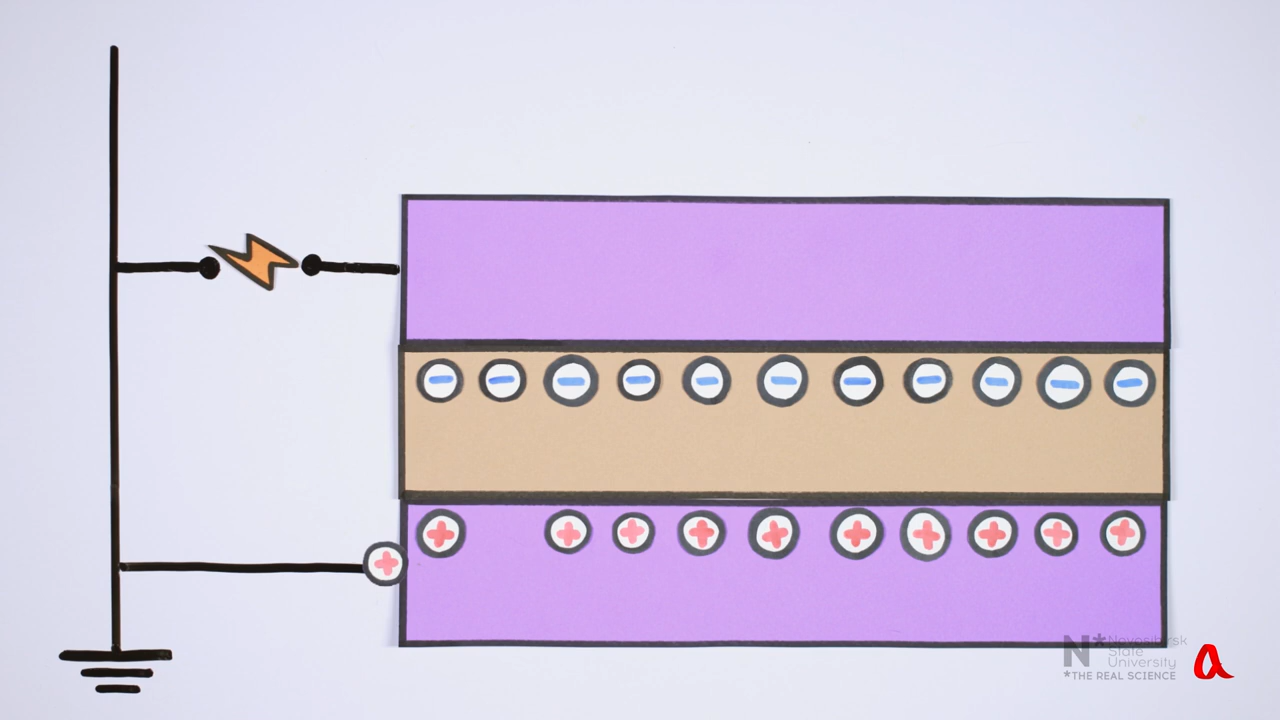 N*
Novosibirsk
State
University
*THE REAL SCIENCE
a